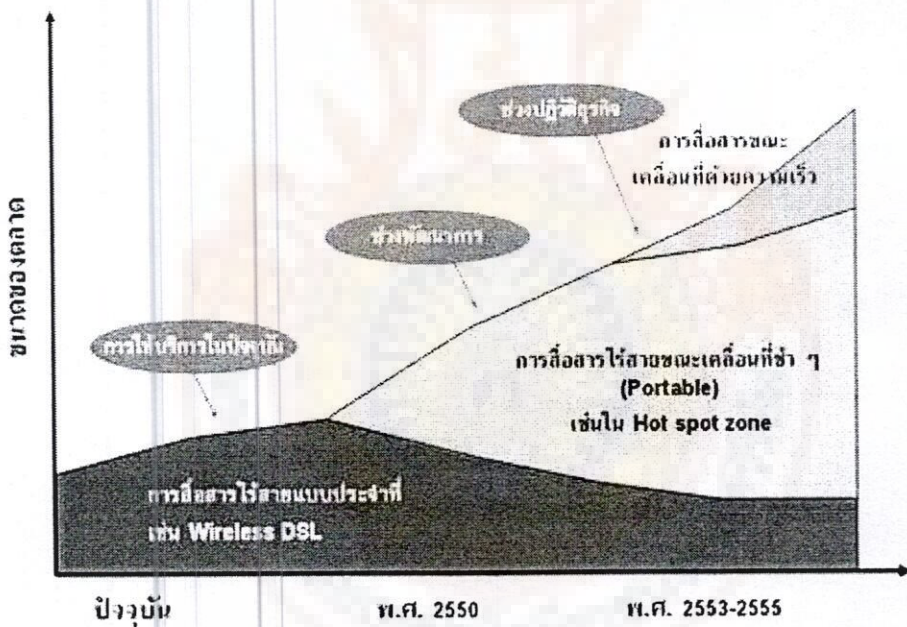 ช่วงปฏิวัติธุรกิจ
การสื่อสารขณะ
เคลื่อนที่ด้วยความเร็ว
ช่วงพัฒนาการ
ขนาดของตลาด
การใช้บริการในปัจจุบัน
การสื่อสารไร้สายขณะเคลื่อนที่ช้า ๆ
(Portable)
เช่นใน Hot spot zone
การสื่อสารไร้สายแบบประจำที่
เช่น Wireless DSL
ปัจจุบัน พ.ศ. 2550 พ.ศ. 2553-2555